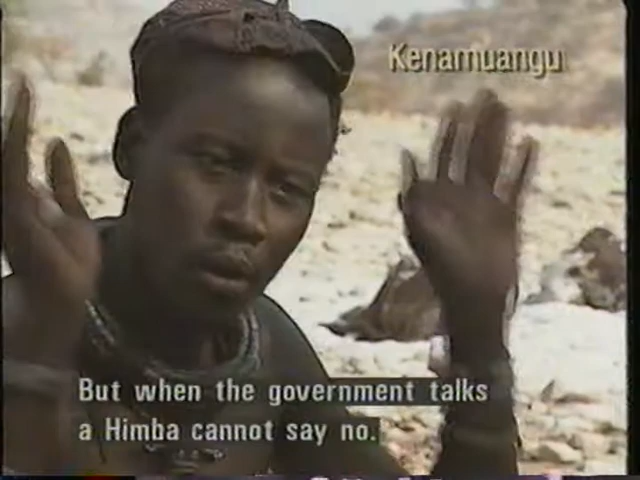 Kenamuangu
But when the government talks
a Himba cannot say no.